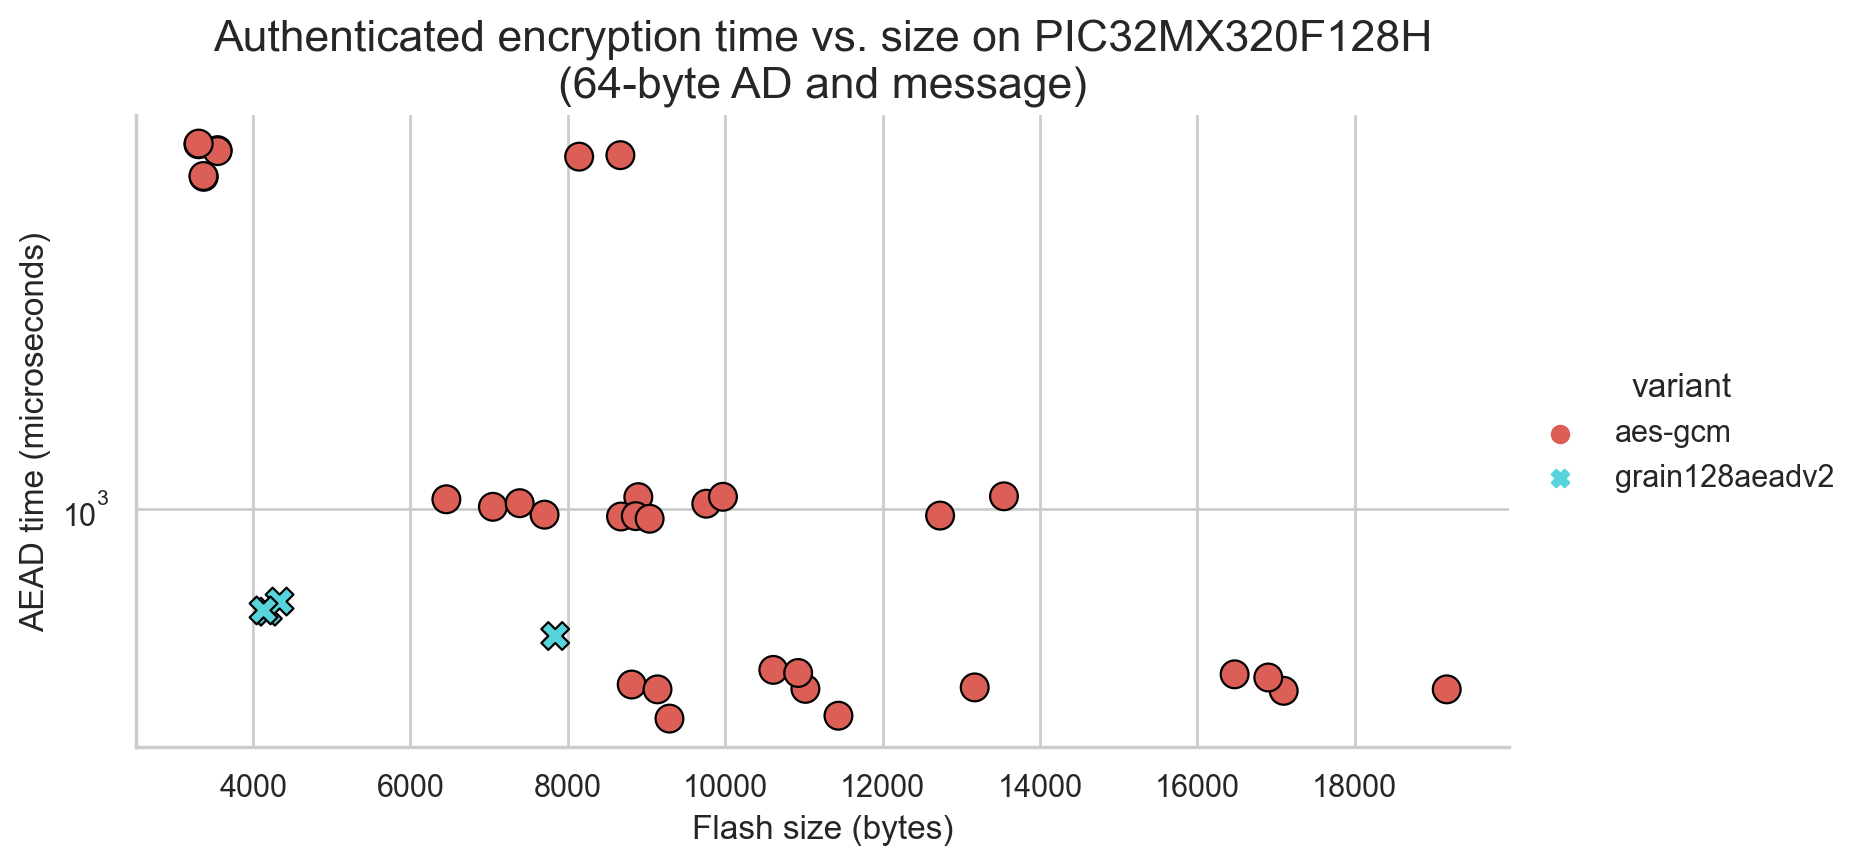 Authenticated encryption time vs. size on PIC32MX320F128H
(64-byte AD and message)
AEAD time (microseconds)
10³
4000 6000 8000 10000 12000 14000 16000 18000
Flash size (bytes)
variant
aes-gcm
grain128aeadv2